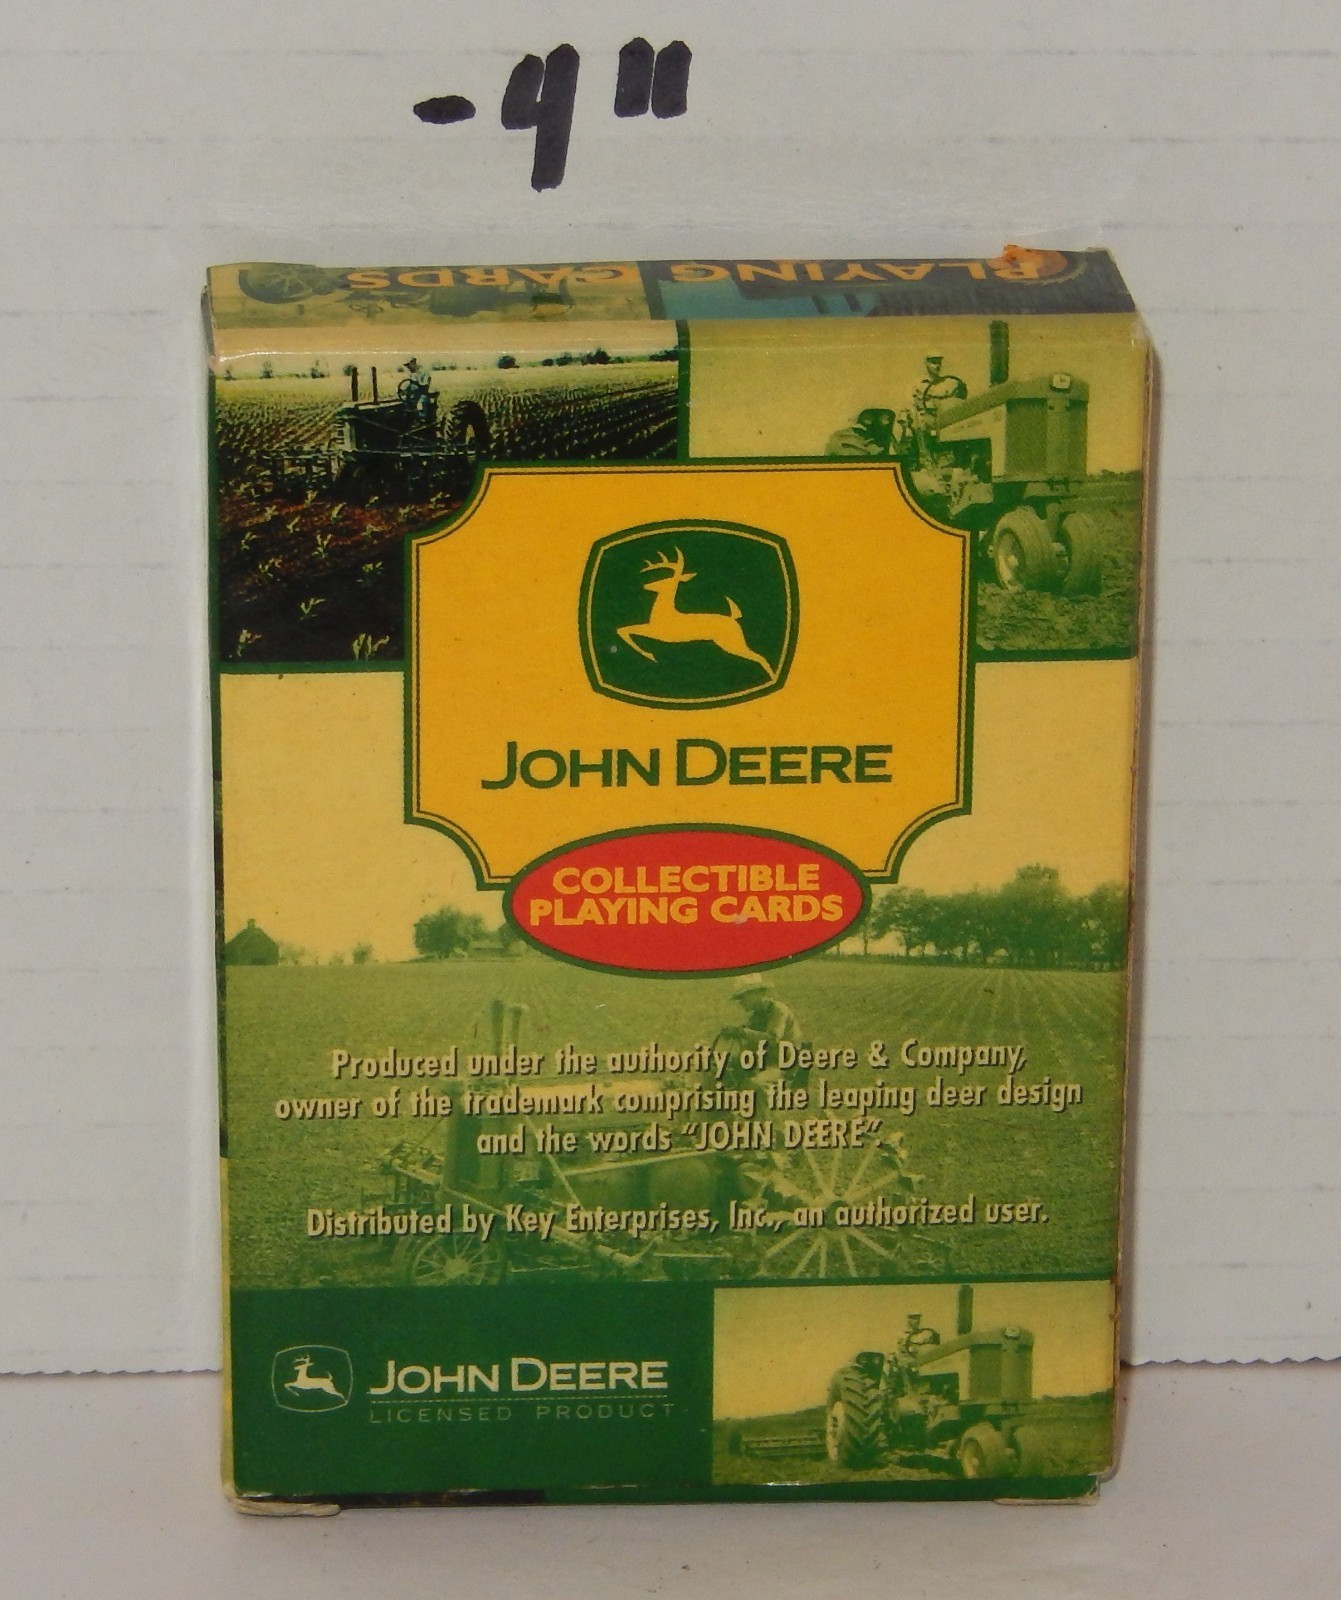 - 4"
PLAYING CARDS
JOHN DEERE
COLLECTIBLE
PLAYING CARDS
Produced under the authority of Deere & Company,
owner of the trademark comprising the leaping deer design
and the words "JOHN DEERE".
Distributed by Key Enterprises, Inc., an authorized user.
JOHN DEERE
LICENSED PRODUCT